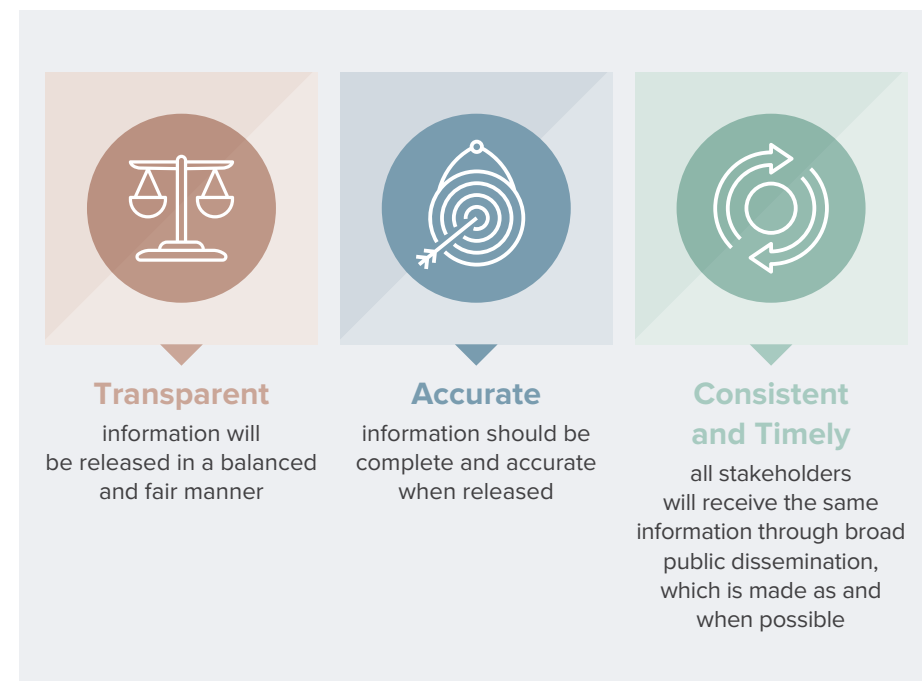 Transparent
information will
be released in a balanced
and fair manner
Accurate
information should be
complete and accurate
when released
Consistent
and Timely
all stakeholders
will receive the same
information through broad
public dissemination,
which is made as and
when possible